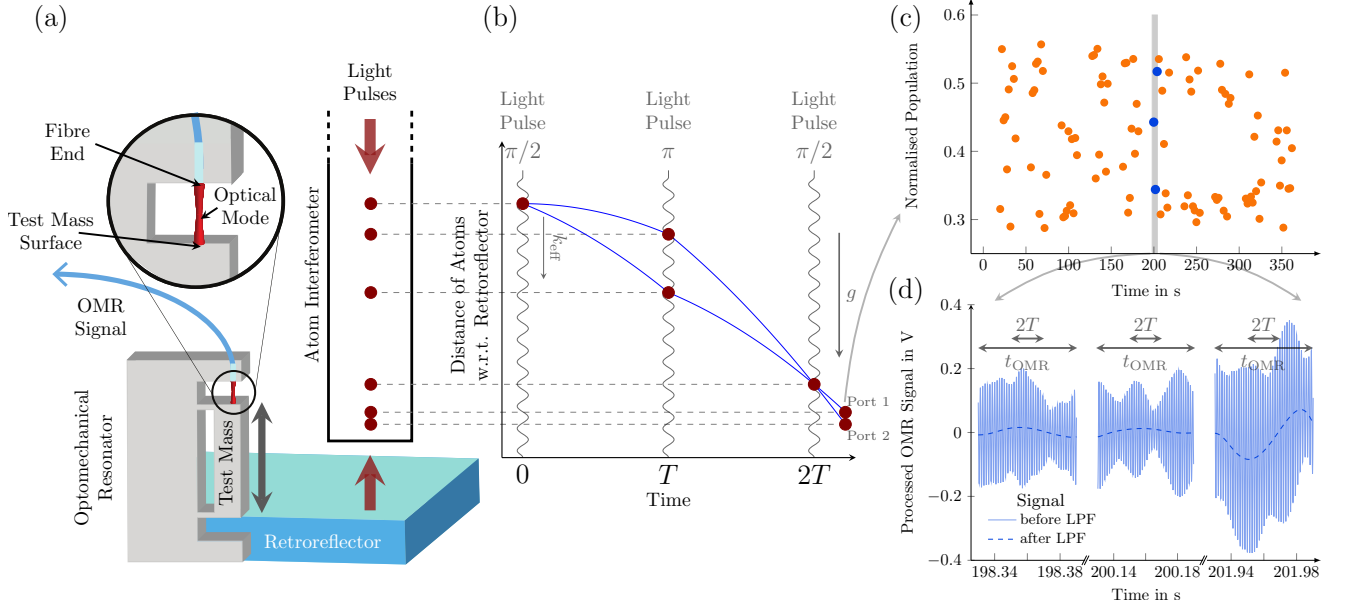 (a)
Fibre
End
Optical
Mode
Test Mass
Surface
OMR
Signal
Optomechanical
Resonator
Test Mass
Retroreflector
Light
Pulses
Atom Interferometer
(b)
Light
Pulse
π/2
Light
Pulse
π
Light
Pulse
π/2
Distance of Atoms
w.r.t. Retroreflector
k_eff
g
Port 1
Port 2
0
T
2T
Time
(c)
Normalised Population
0.6
0.5
0.4
0.3
0
50
100
150
200
250
300
350
Time in s
(d)
Processed OMR Signal in V
0.4
0.2
0
−0.2
−0.4
2T
t_OMR
2T
t_OMR
2T
t_OMR
Signal
before LPF
after LPF
198.34
198.38
200.14
200.18
201.94
201.98
Time in s